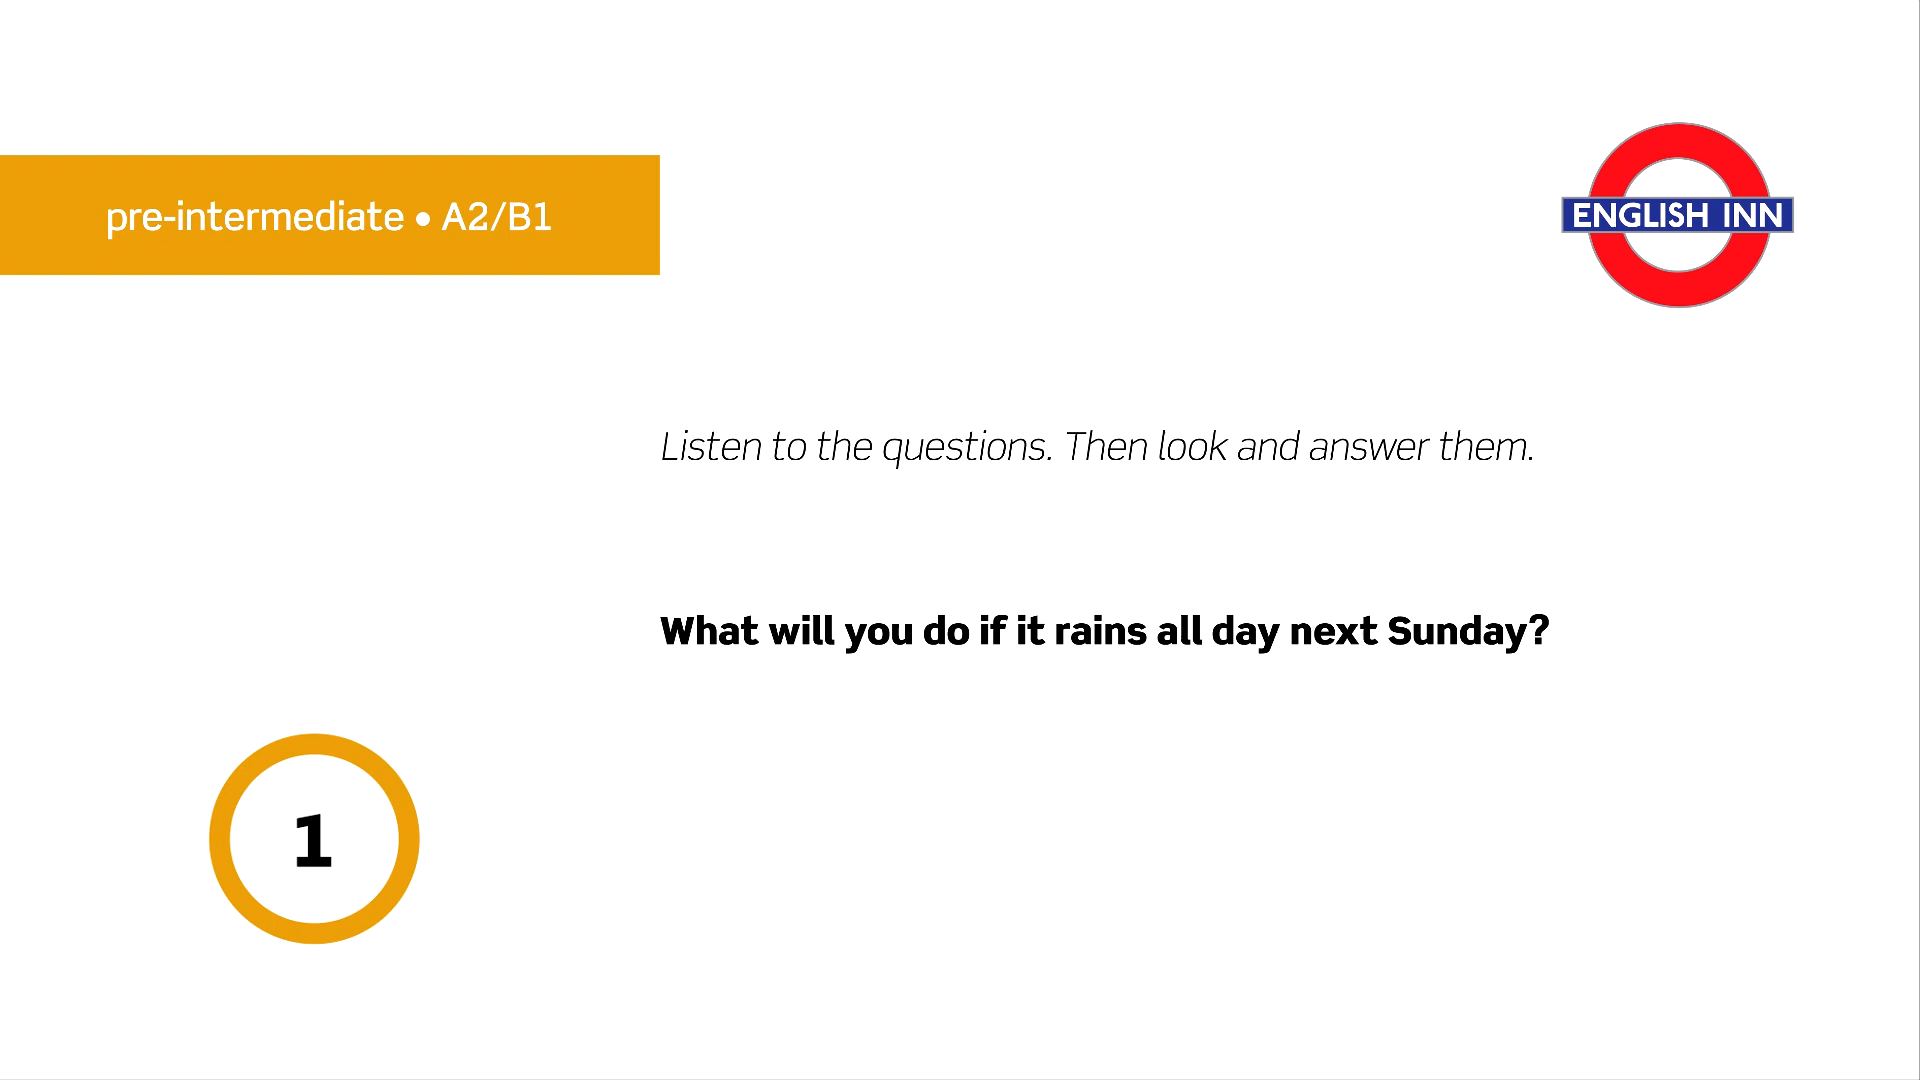 pre-intermediate • A2/B1
ENGLISH INN
Listen to the questions. Then look and answer them.
What will you do if it rains all day next Sunday?
1